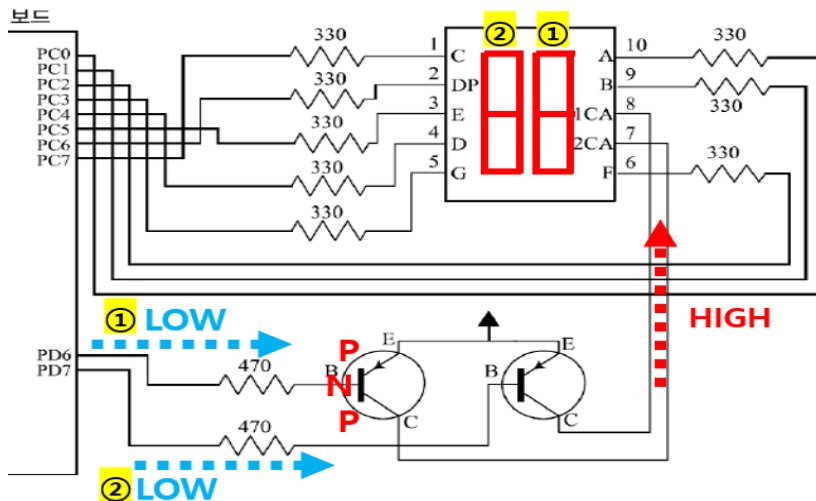 보드
PC0
PC1
PC2
PC3
PC4
PC5
PC6
PC7
PD6
PD7
330
330
330
330
330
1 C
2 DP
3 E
4 D
5 G
② ①
A 10
B 9
1CA 8
2CA 7
F 6
330
330
330
① LOW
② LOW
HIGH
470
470
B
E
C
P
N
P
B
E
C